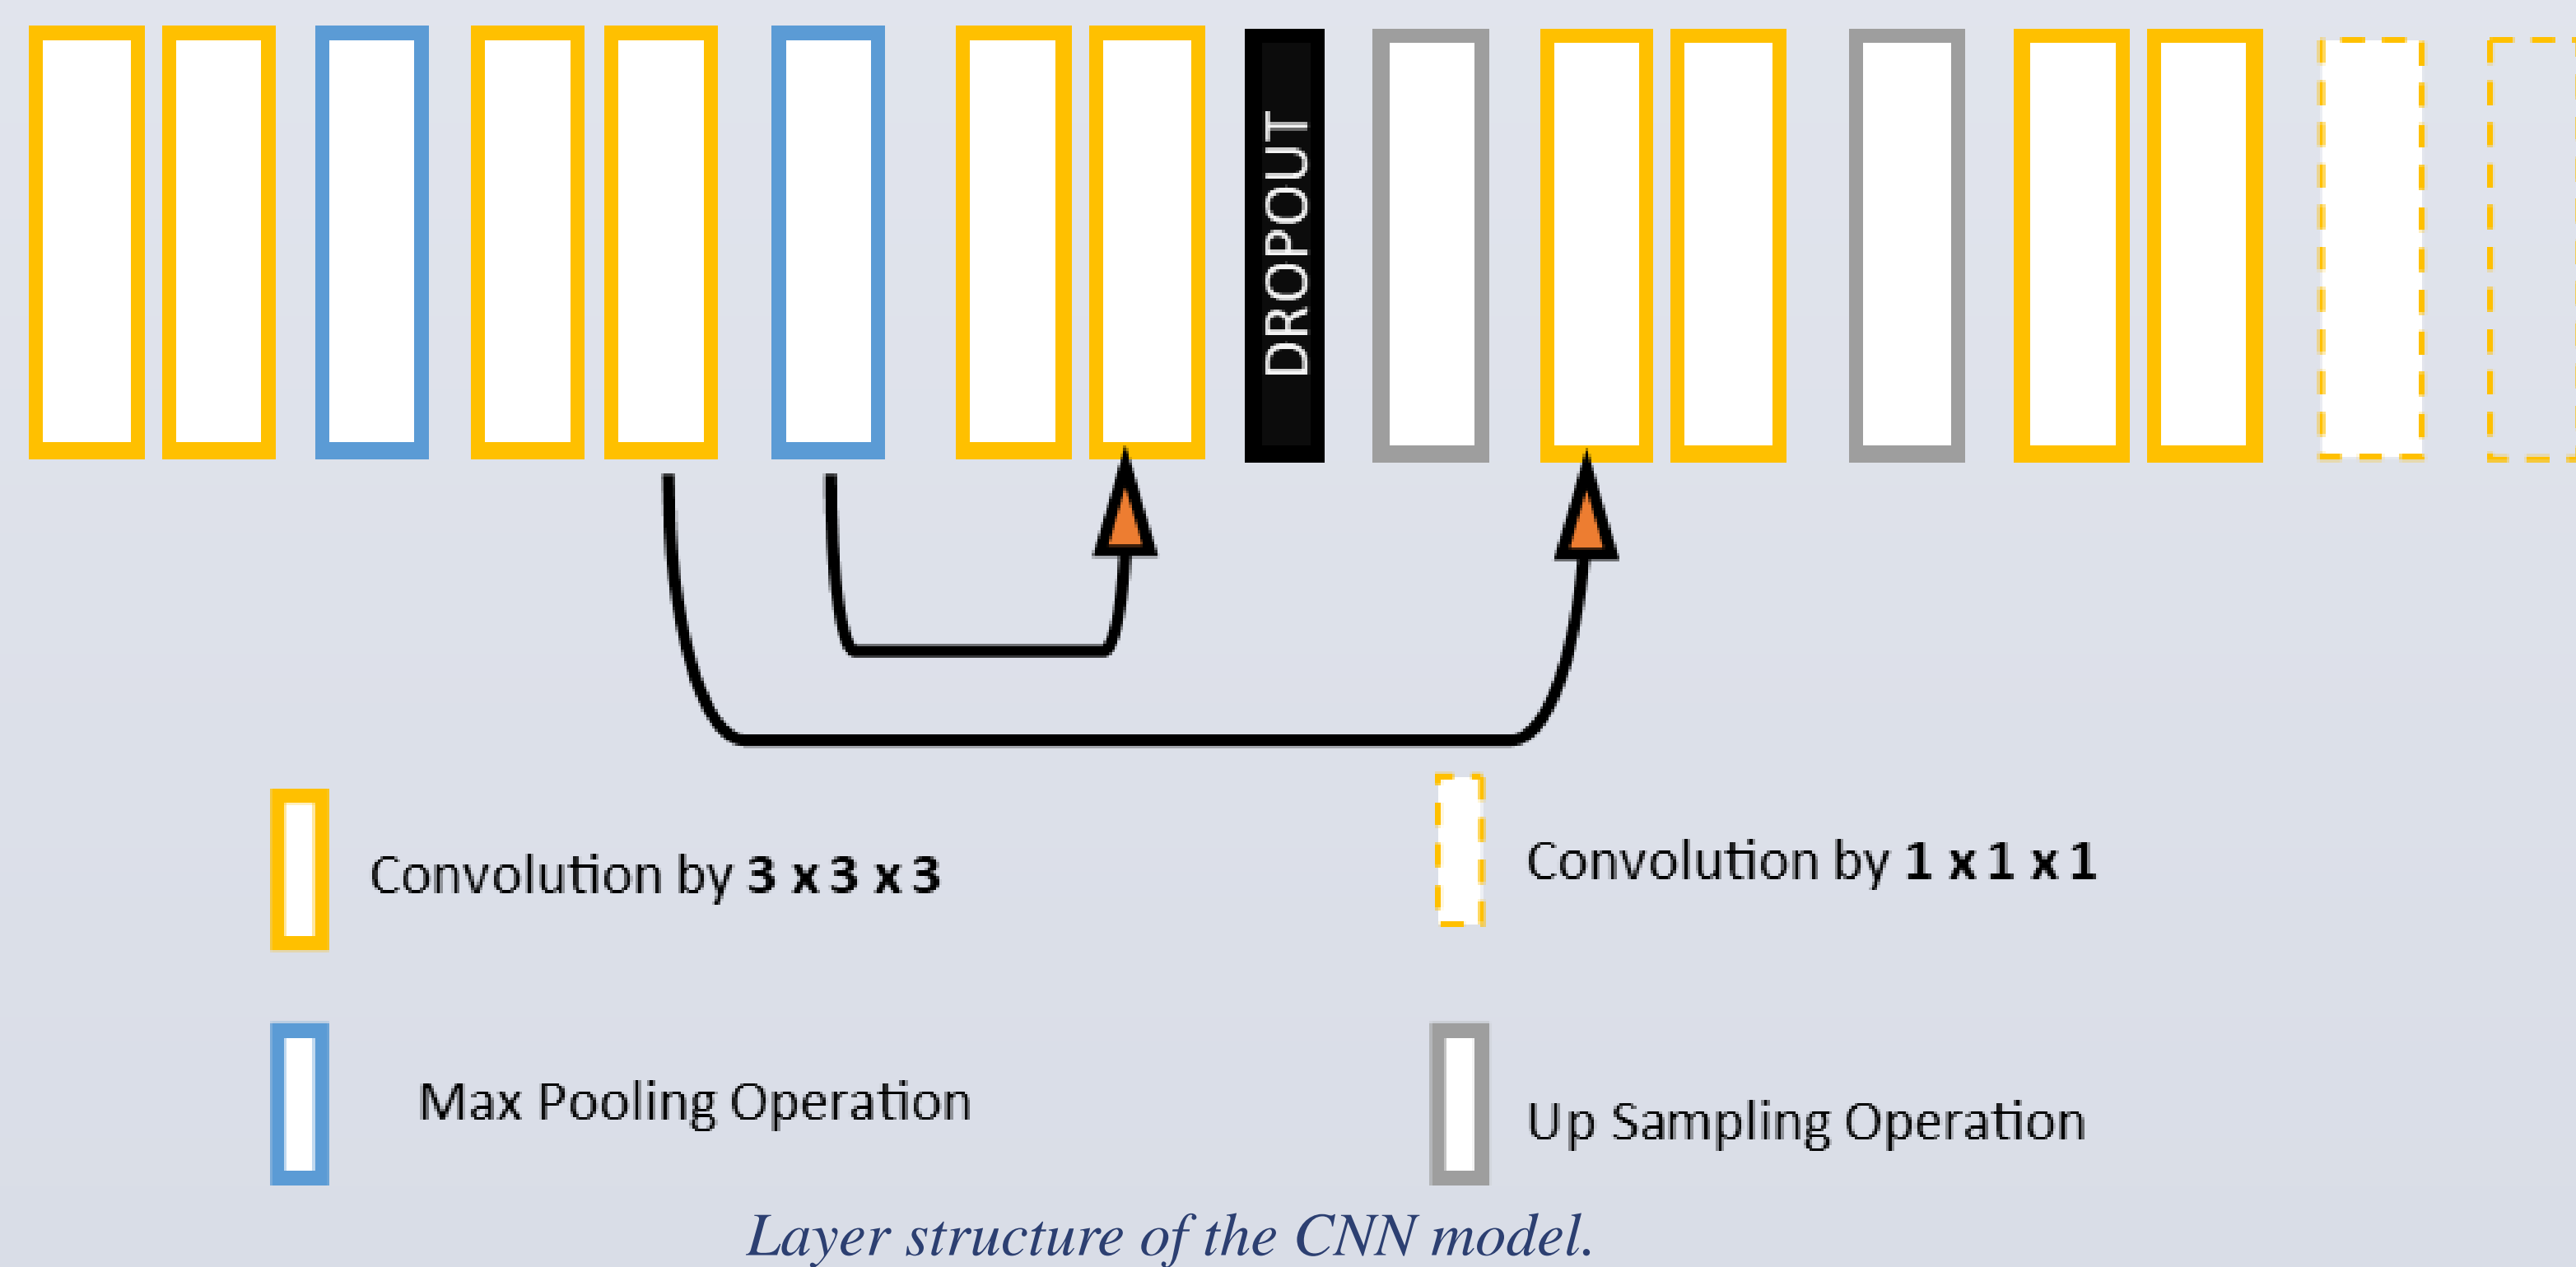 DROPOUT
Convolution by 3 x 3 x 3
Convolution by 1 x 1 x 1
Max Pooling Operation
Up Sampling Operation
Layer structure of the CNN model.